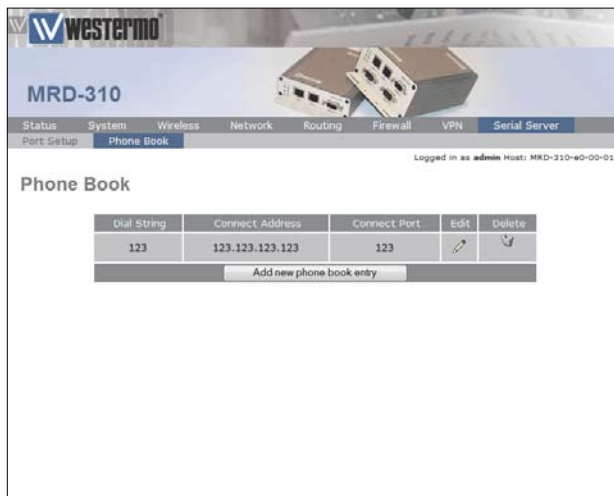 westermo
MRD-310
Status System Wireless Network Routing Firewall VPN Serial Server
Port Setup Phone Book
Logged in as admin Host: MRD-310-e0-00-01
Phone Book
Dial String Connect Address Connect Port Edit Delete
123 123.123.123.123 123
Add new phone book entry